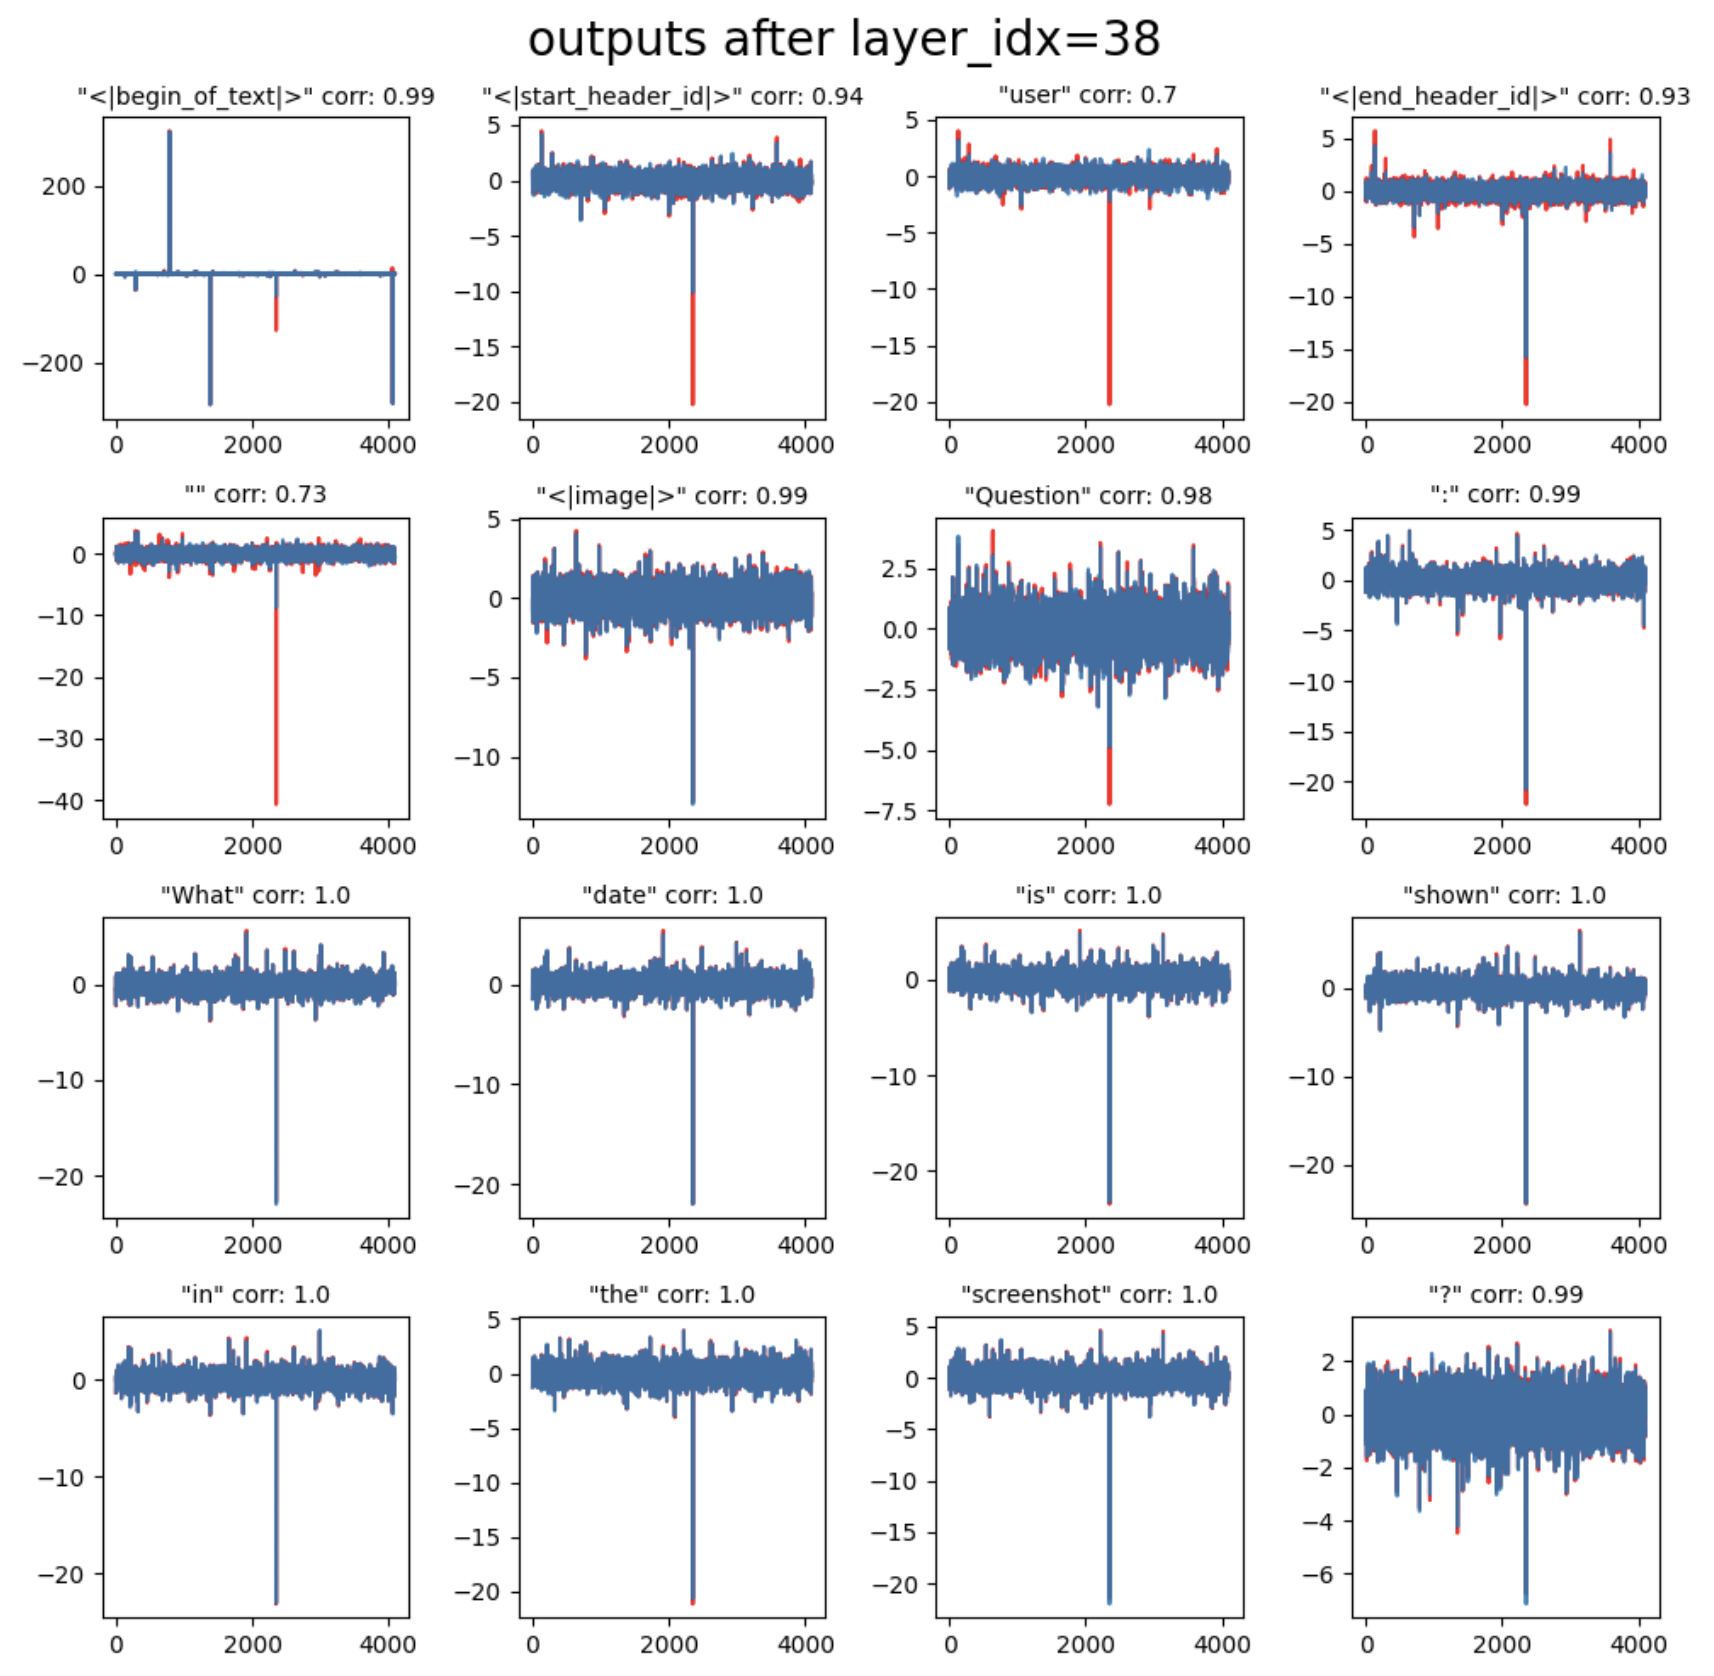 outputs after layer_idx=38
"<|begin_of_text|>" corr: 0.99
"<|start_header_id|>" corr: 0.94
"user" corr: 0.7
"<|end_header_id|>" corr: 0.93
200
0
−200
0 2000 4000
5
0
−5
−10
−15
−20
0 2000 4000
5
0
−5
−10
−15
−20
0 2000 4000
5
0
−5
−10
−15
−20
0 2000 4000
"" corr: 0.73
"<|image|>" corr: 0.99
"Question" corr: 0.98
":" corr: 0.99
0
−10
−20
−30
−40
0 2000 4000
5
0
−5
−10
0 2000 4000
2.5
0.0
−2.5
−5.0
−7.5
0 2000 4000
5
0
−5
−10
−15
−20
0 2000 4000
"What" corr: 1.0
"date" corr: 1.0
"is" corr: 1.0
"shown" corr: 1.0
0
−10
−20
0 2000 4000
0
−10
−20
0 2000 4000
0
−10
−20
0 2000 4000
0
−10
−20
0 2000 4000
"in" corr: 1.0
"the" corr: 1.0
"screenshot" corr: 1.0
"?" corr: 0.99
0
−10
−20
0 2000 4000
5
0
−5
−10
−15
−20
0 2000 4000
5
0
−5
−10
−15
−20
0 2000 4000
2
0
−2
−4
−6
0 2000 4000